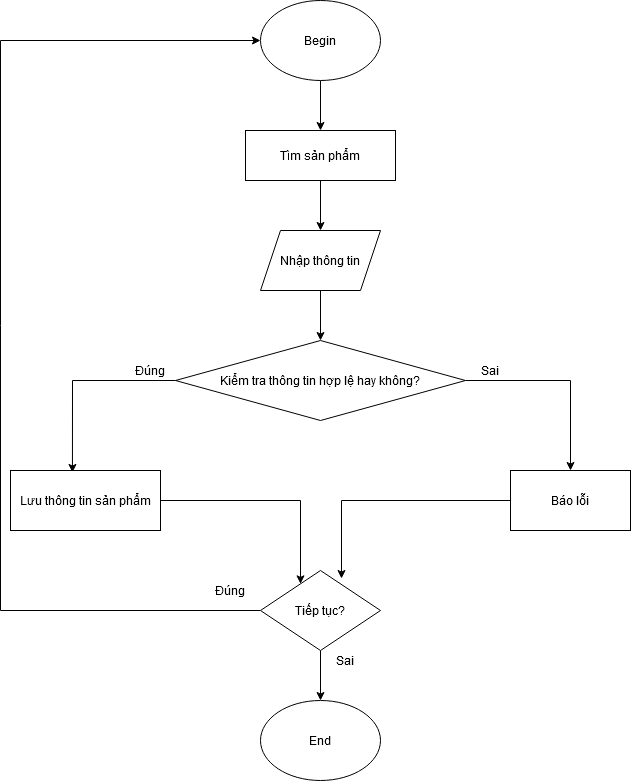 Begin
Tìm sản phẩm
Nhập thông tin
Đúng
Kiểm tra thông tin hợp lệ hay không?
Sai
Lưu thông tin sản phẩm
Báo lỗi
Đúng
Tiếp tục?
Sai
End